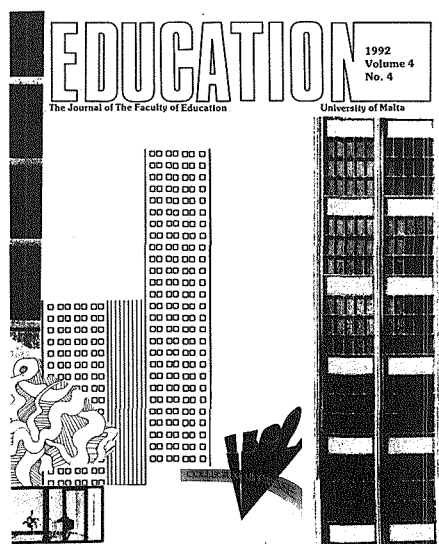 EDUCATION
1992
Volume 4
No. 4
The Journal of The Faculty of Education
University of Malta